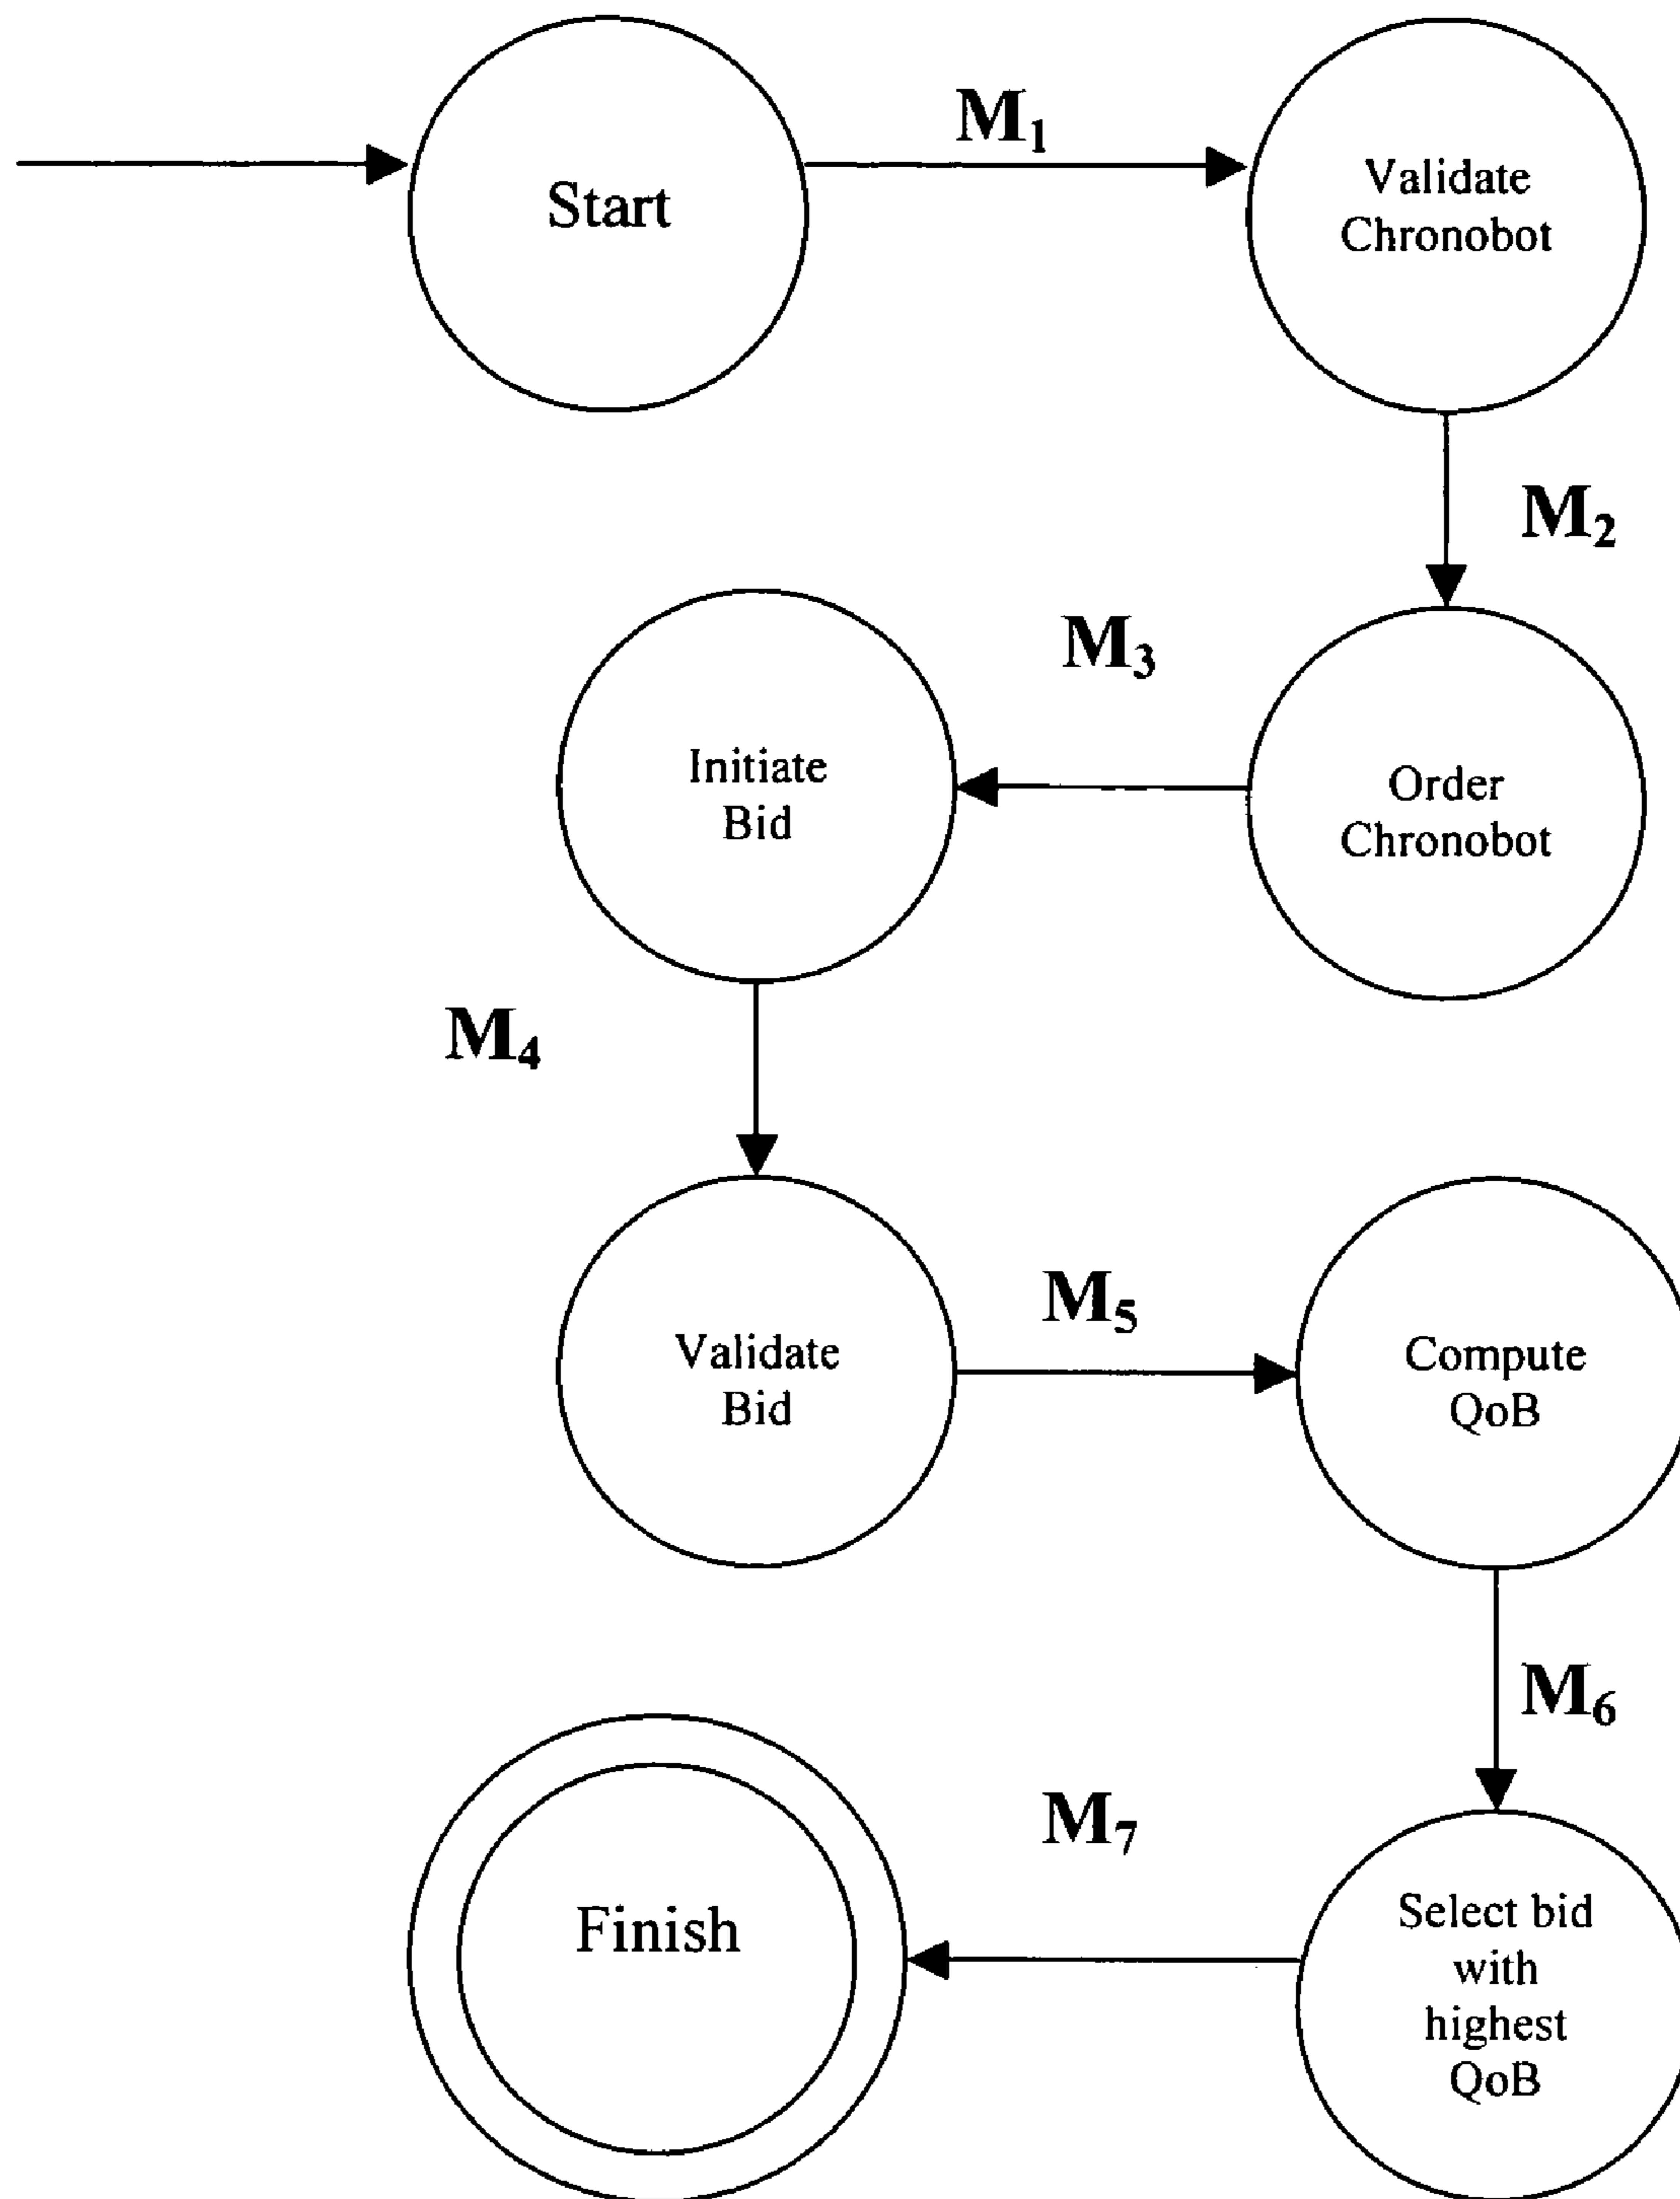 Start
M₁
Validate
Chronobot
M₂
Order
Chronobot
M₃
Initiate
Bid
M₄
Validate
Bid
M₅
Compute
QoB
M₆
Select bid
with
highest
QoB
M₇
Finish